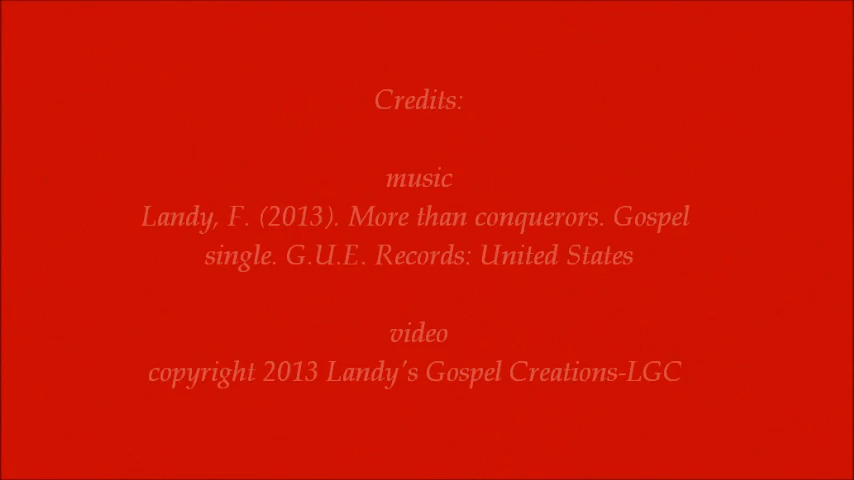 Credits:
music
Landy, F. (2013). More than conquerors. Gospel
single. G.U.E. Records: United States
video
copyright 2013 Landy's Gospel Creations-LGC